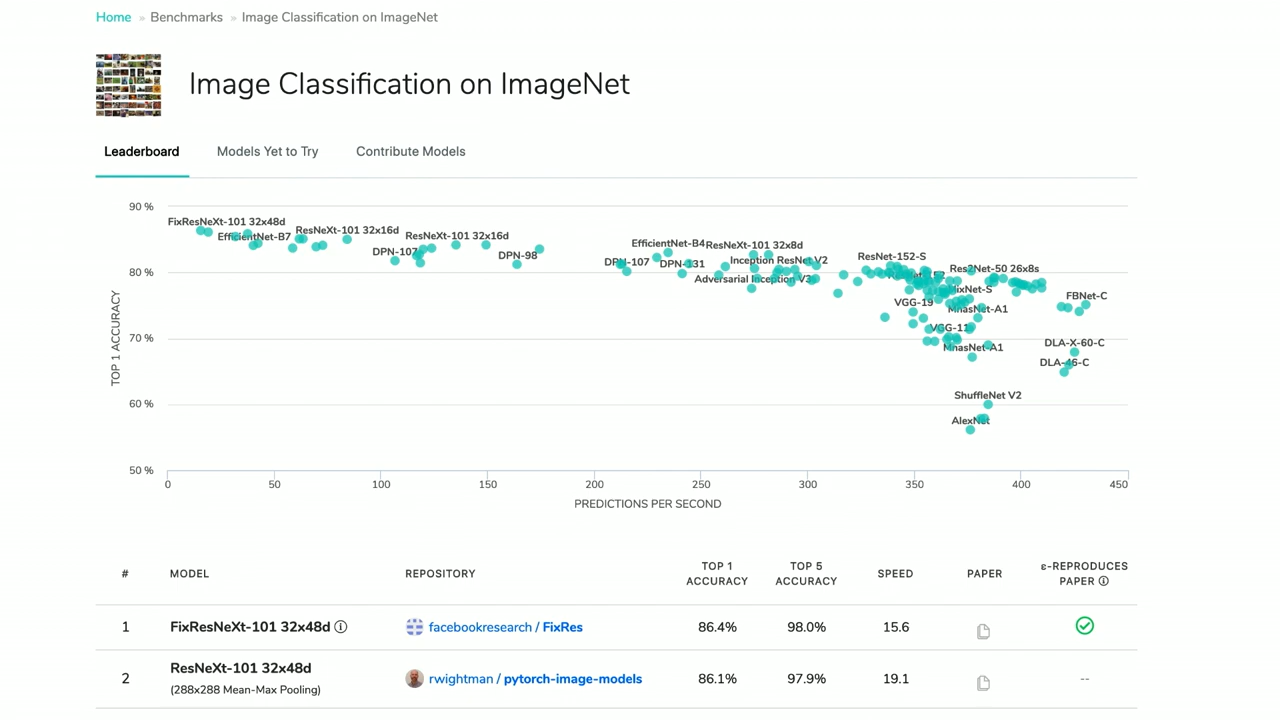 Home » Benchmarks » Image Classification on ImageNet
Image Classification on ImageNet
Leaderboard Models Yet to Try Contribute Models
90 %
80 %
70 %
60 %
50 %
TOP 1 ACCURACY
FixResNeXt-101 32x48d
EfficientNet-B7
ResNeXt-101 32x16d
DPN-107
ResNeXt-101 32x16d
DPN-98
DPN-107
EfficientNet-B4
DPN-131
ResNeXt-101 32x8d
Inception ResNet V2
Adversarial Inception V3
ResNet-152-S
Res2Net-50 26x8s
VGG-19
MnasNet-A1
VGG-11
MnasNet-A1
FBNet-C
DLA-X-60-C
DLA-46-C
ShuffleNet V2
AlexNet
0 50 100 150 200 250 300 350 400 450
PREDICTIONS PER SECOND
# MODEL REPOSITORY TOP 1 ACCURACY TOP 5 ACCURACY SPEED PAPER ε-REPRODUCES PAPER
1 FixResNeXt-101 32x48d facebookresearch / FixRes 86.4% 98.0% 15.6
2 ResNeXt-101 32x48d rwightman / pytorch-image-models 86.1% 97.9% 19.1 --
(288x288 Mean-Max Pooling)